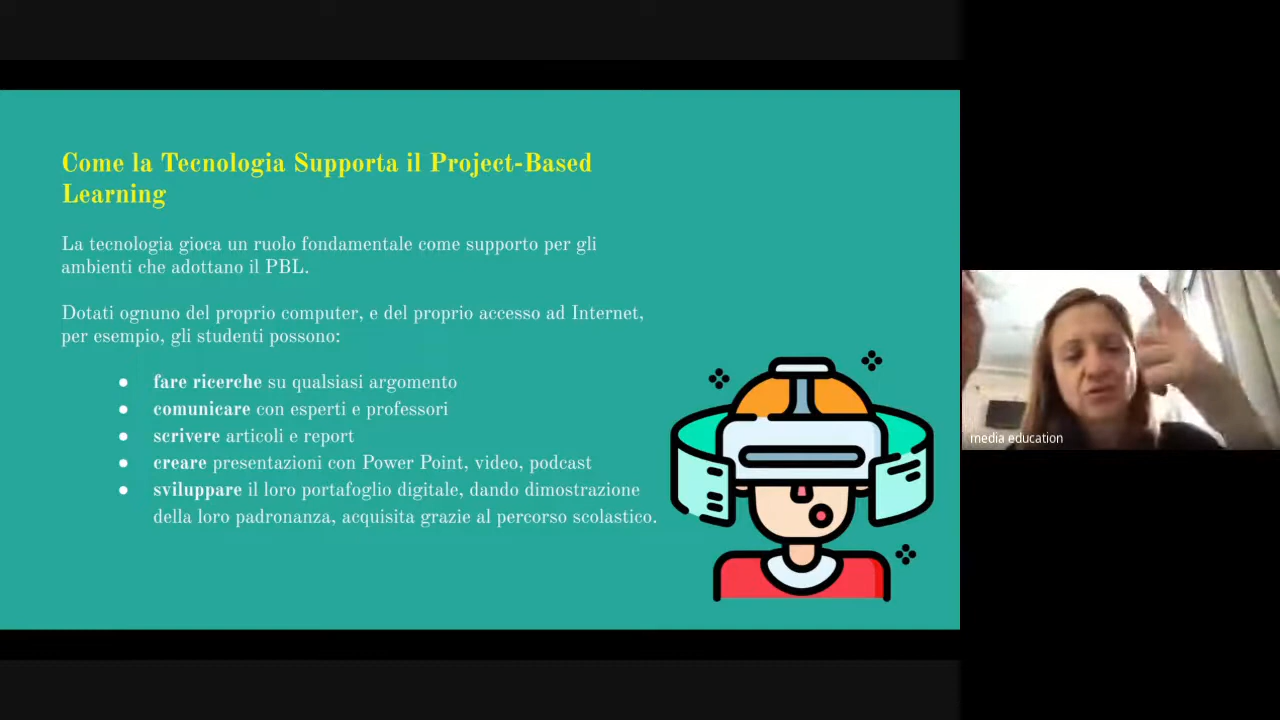 Come la Tecnologia Supporta il Project-Based
Learning
La tecnologia gioca un ruolo fondamentale come supporto per gli
ambienti che adottano il PBL.
Dotati ognuno del proprio computer, e del proprio accesso ad Internet,
per esempio, gli studenti possono:
● fare ricerche su qualsiasi argomento
● comunicare con esperti e professori
● scrivere articoli e report
● creare presentazioni con Power Point, video, podcast
● sviluppare il loro portafoglio digitale, dando dimostrazione
della loro padronanza, acquisita grazie al percorso scolastico.
media education